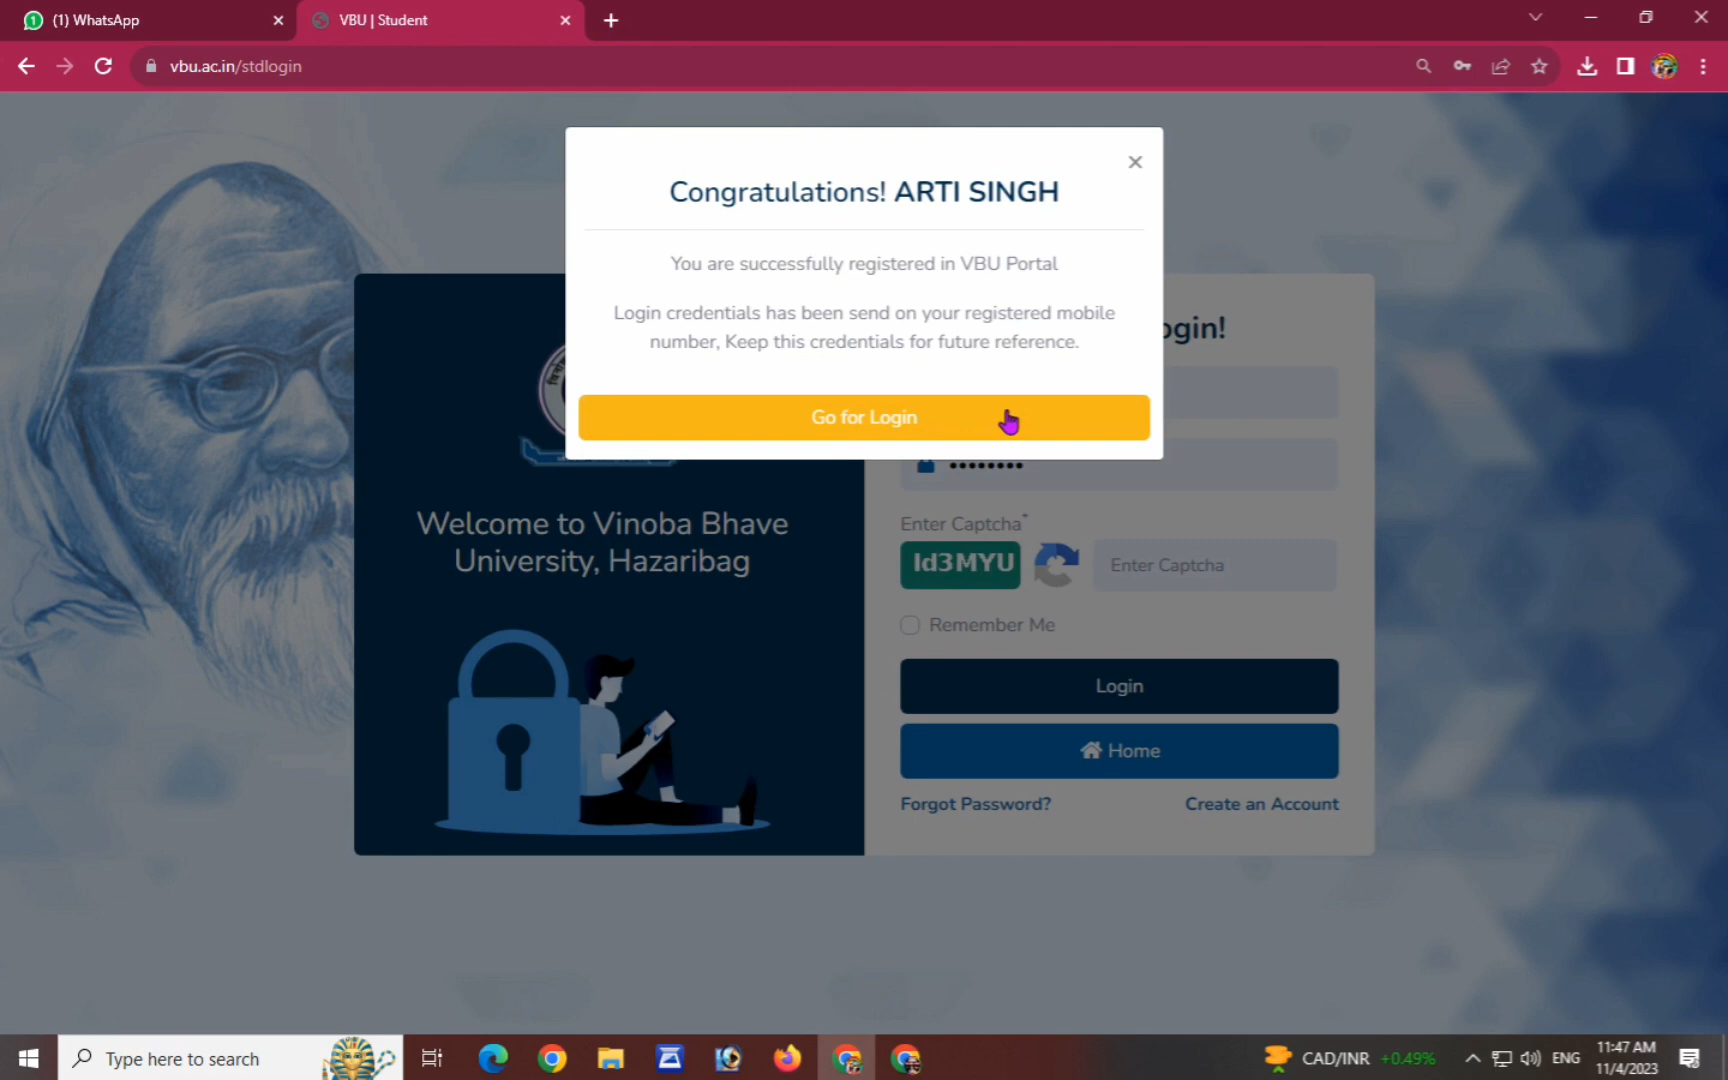 (1) WhatsApp
VBU | Student
vbu.ac.in/stdlogin
Congratulations! ARTI SINGH
You are successfully registered in VBU Portal
Login credentials has been send on your registered mobile
number, Keep this credentials for future reference.
Go for Login
ogin!
Welcome to Vinoba Bhave
University, Hazaribag
Enter Captcha*
Id3MYU
Enter Captcha
Remember Me
Login
Home
Forgot Password?
Create an Account
Type here to search
CAD/INR +0.49%
ENG
11:47 AM
11/4/2023